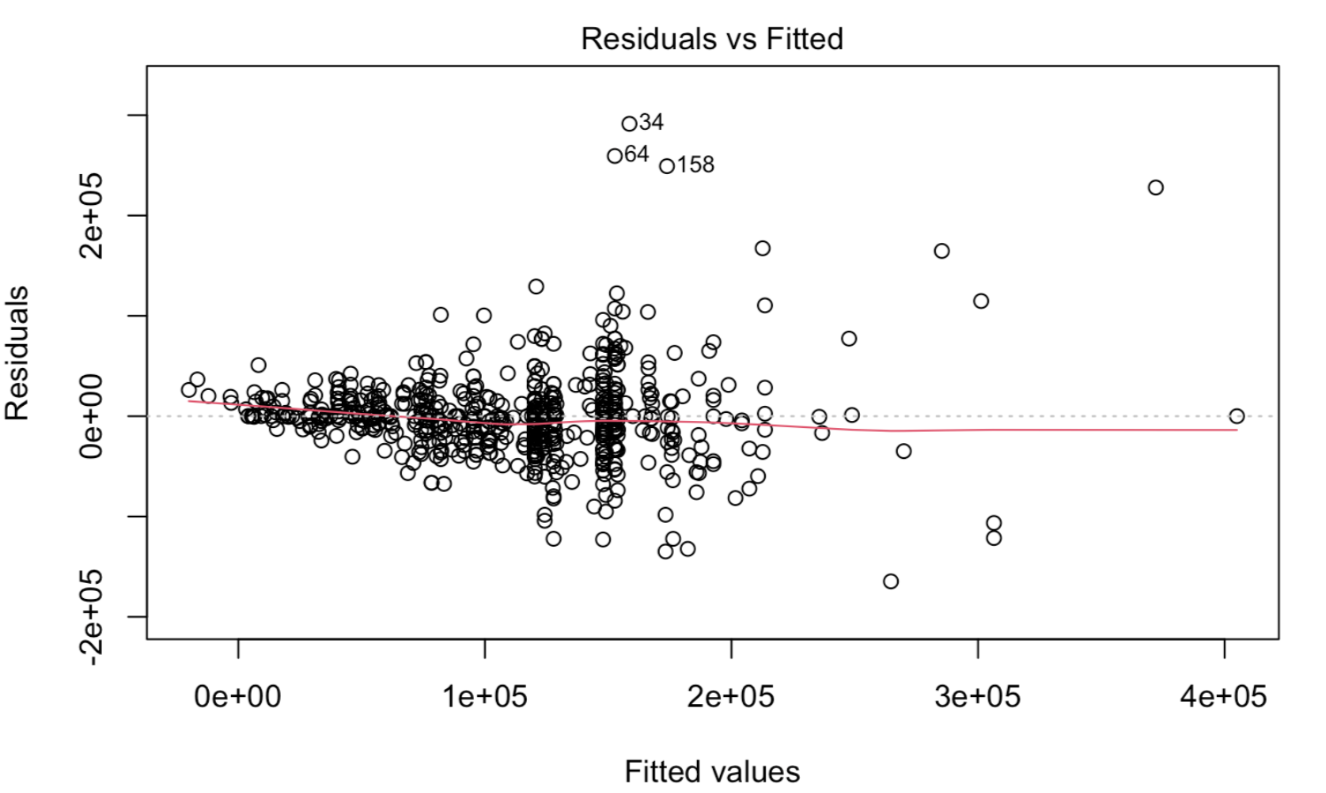 Residuals vs Fitted
34
64
158
Residuals
2e+05
0e+00
-2e+05
0e+00 1e+05 2e+05 3e+05 4e+05
Fitted values